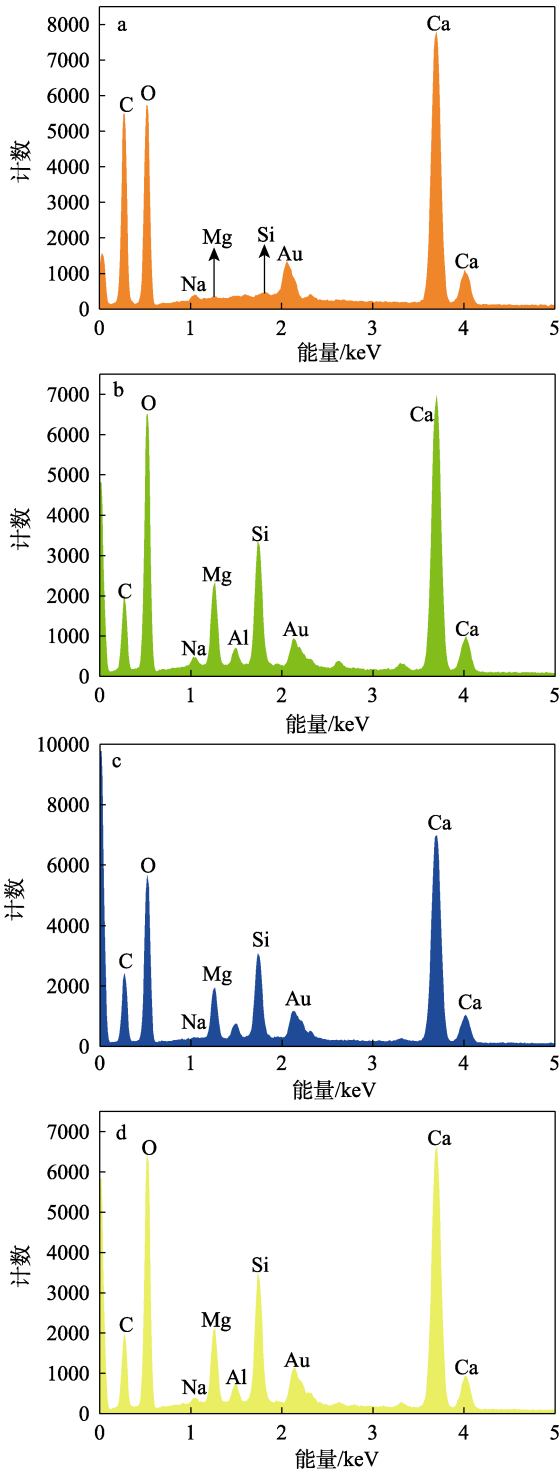 a
Ca
8000
7000
6000
5000
4000
3000
2000
1000
0
计数
C
O
Na
Mg
Si
Au
Ca
0 1 2 3 4 5
能量/keV
b
7000
6000
5000
4000
3000
2000
1000
0
计数
C
O
Na
Mg
Al
Si
Au
Ca
Ca
0 1 2 3 4 5
能量/keV
c
10000
8000
6000
4000
2000
0
计数
C
O
Na
Mg
Si
Au
Ca
Ca
0 1 2 3 4 5
能量/keV
d
7000
6000
5000
4000
3000
2000
1000
0
计数
C
O
Na
Mg
Al
Si
Au
Ca
Ca
0 1 2 3 4 5
能量/keV